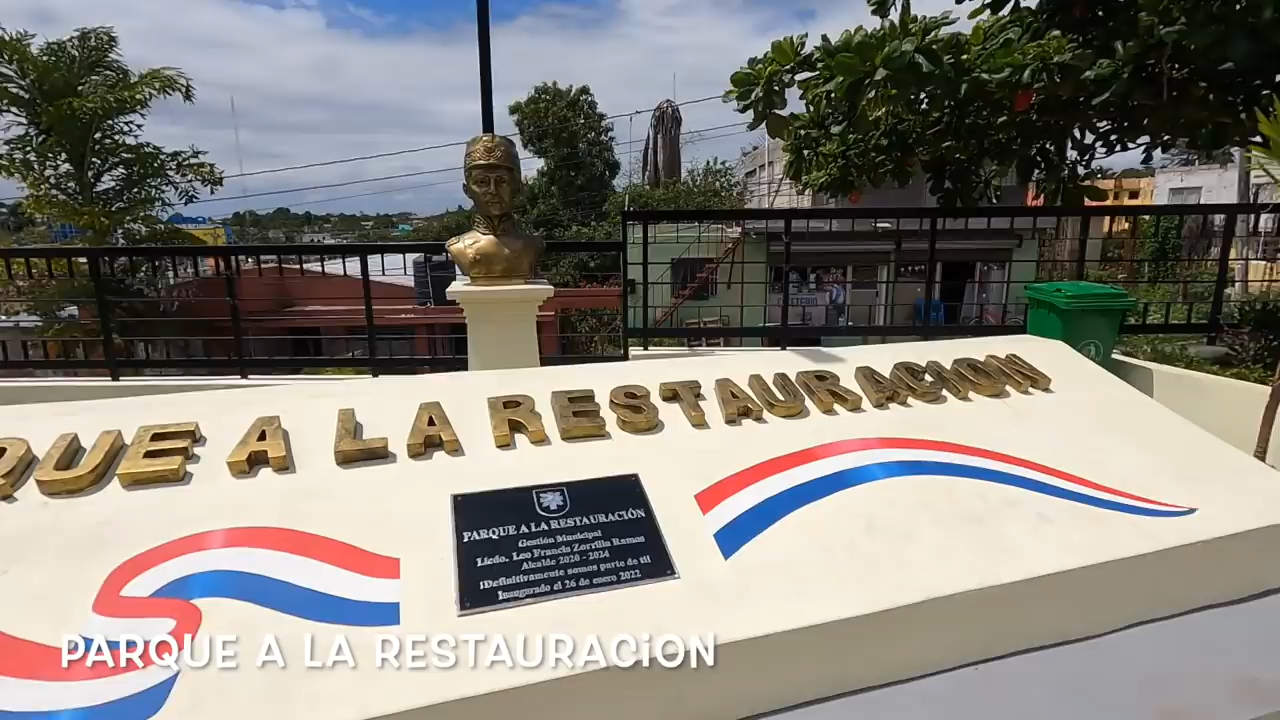 QUE A LA RESTAURACION
PARQUE A LA RESTAURACIÓN
Gestión Municipal
Licdo. Leo Francis Zorrilla Ramos
Alcalde 2020 - 2024
¡Definitivamente somos parte de ti!
Inaugurado el 26 de enero 2022
PARQUE A LA RESTAURACiON